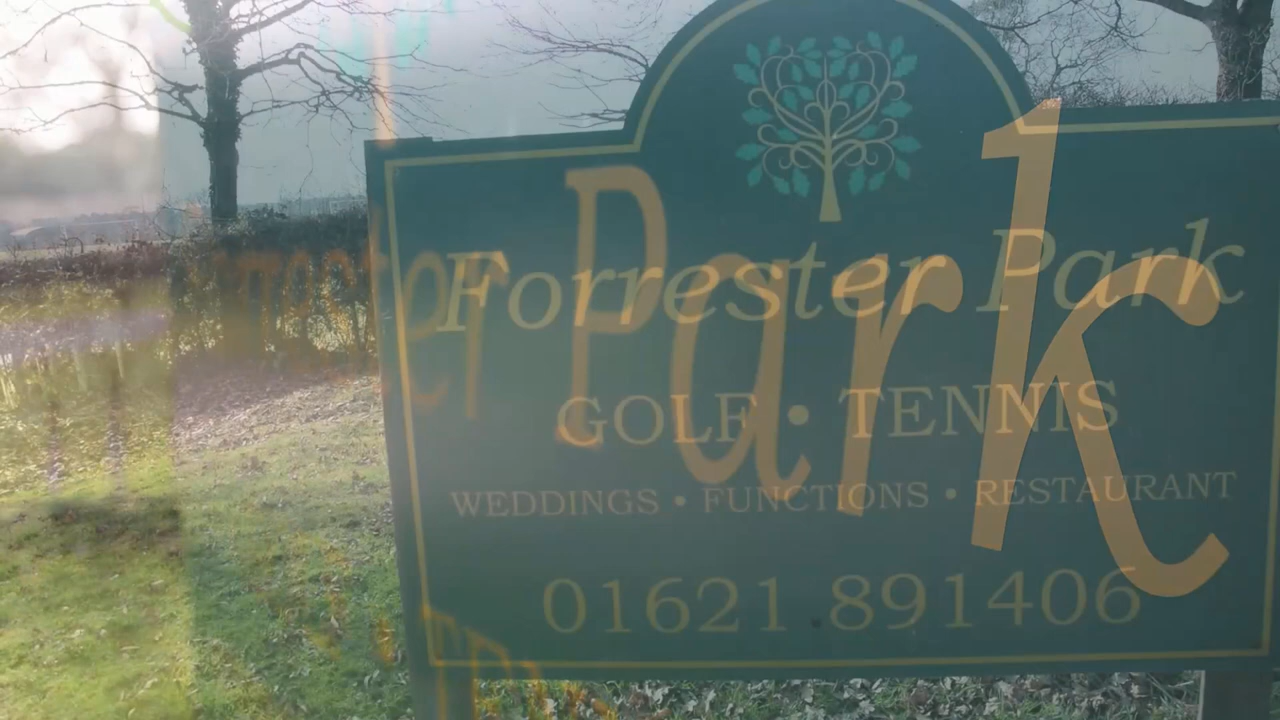 Forrester Park
GOLF • TENNIS
WEDDINGS • FUNCTIONS • RESTAURANT
01621 891406
Park